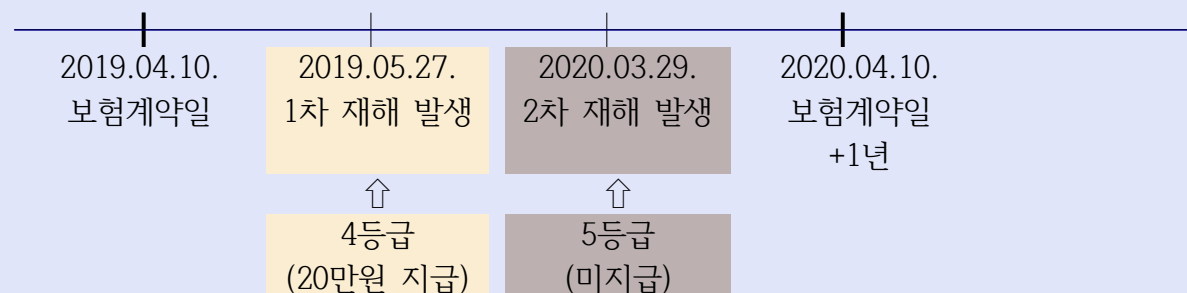 2019.04.10.
보험계약일
2019.05.27.
1차 재해 발생
2020.03.29.
2차 재해 발생
2020.04.10.
보험계약일
+1년
⇧
4등급
(20만원 지급)
⇧
5등급
(미지급)